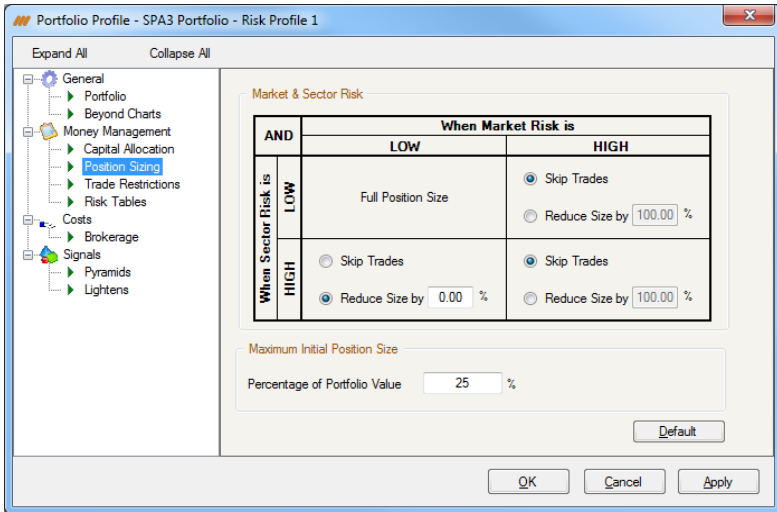 Portfolio Profile - SPA3 Portfolio - Risk Profile 1
Expand All Collapse All
General
Portfolio
Beyond Charts
Money Management
Capital Allocation
Position Sizing
Trade Restrictions
Risk Tables
Costs
Brokerage
Signals
Pyramids
Lightens
Market & Sector Risk
AND
When Market Risk is
LOW HIGH
When Sector Risk is
LOW
Full Position Size
Skip Trades
Reduce Size by 100.00 %
HIGH
Skip Trades
Reduce Size by 0.00 %
Skip Trades
Reduce Size by 100.00 %
Maximum Initial Position Size
Percentage of Portfolio Value 25 %
Default
OK Cancel Apply